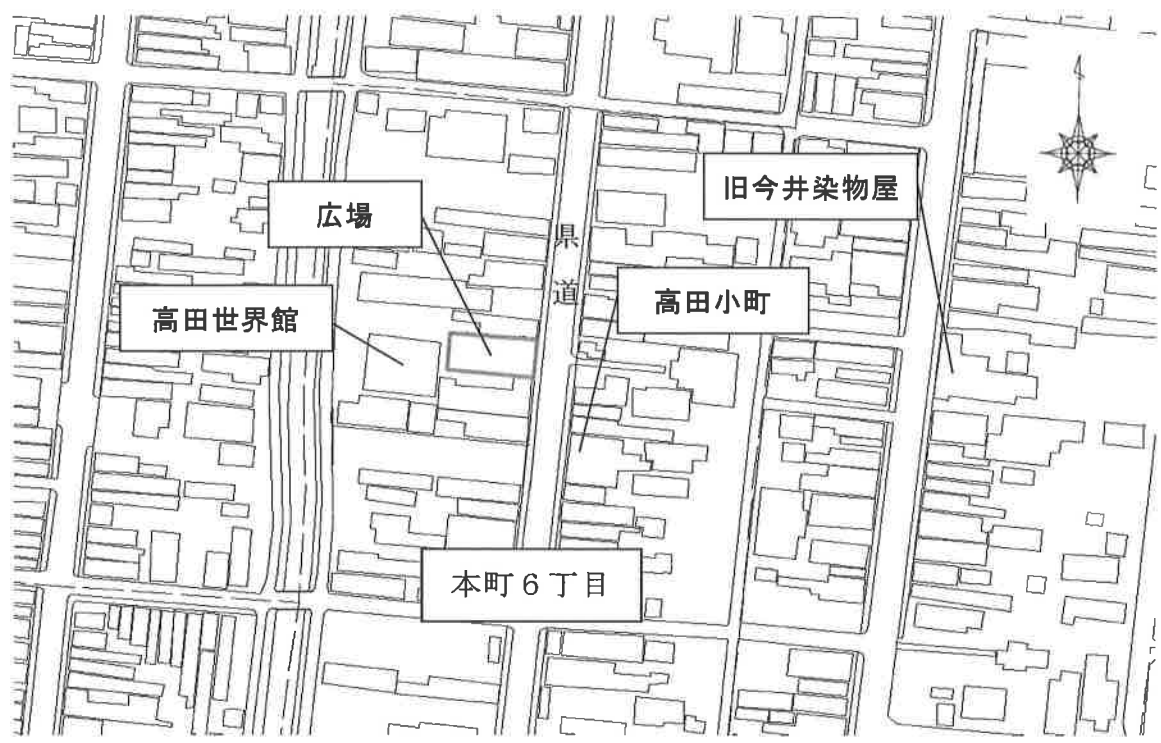 旧今井染物屋
広場
県道
高田小町
高田世界館
本町6丁目